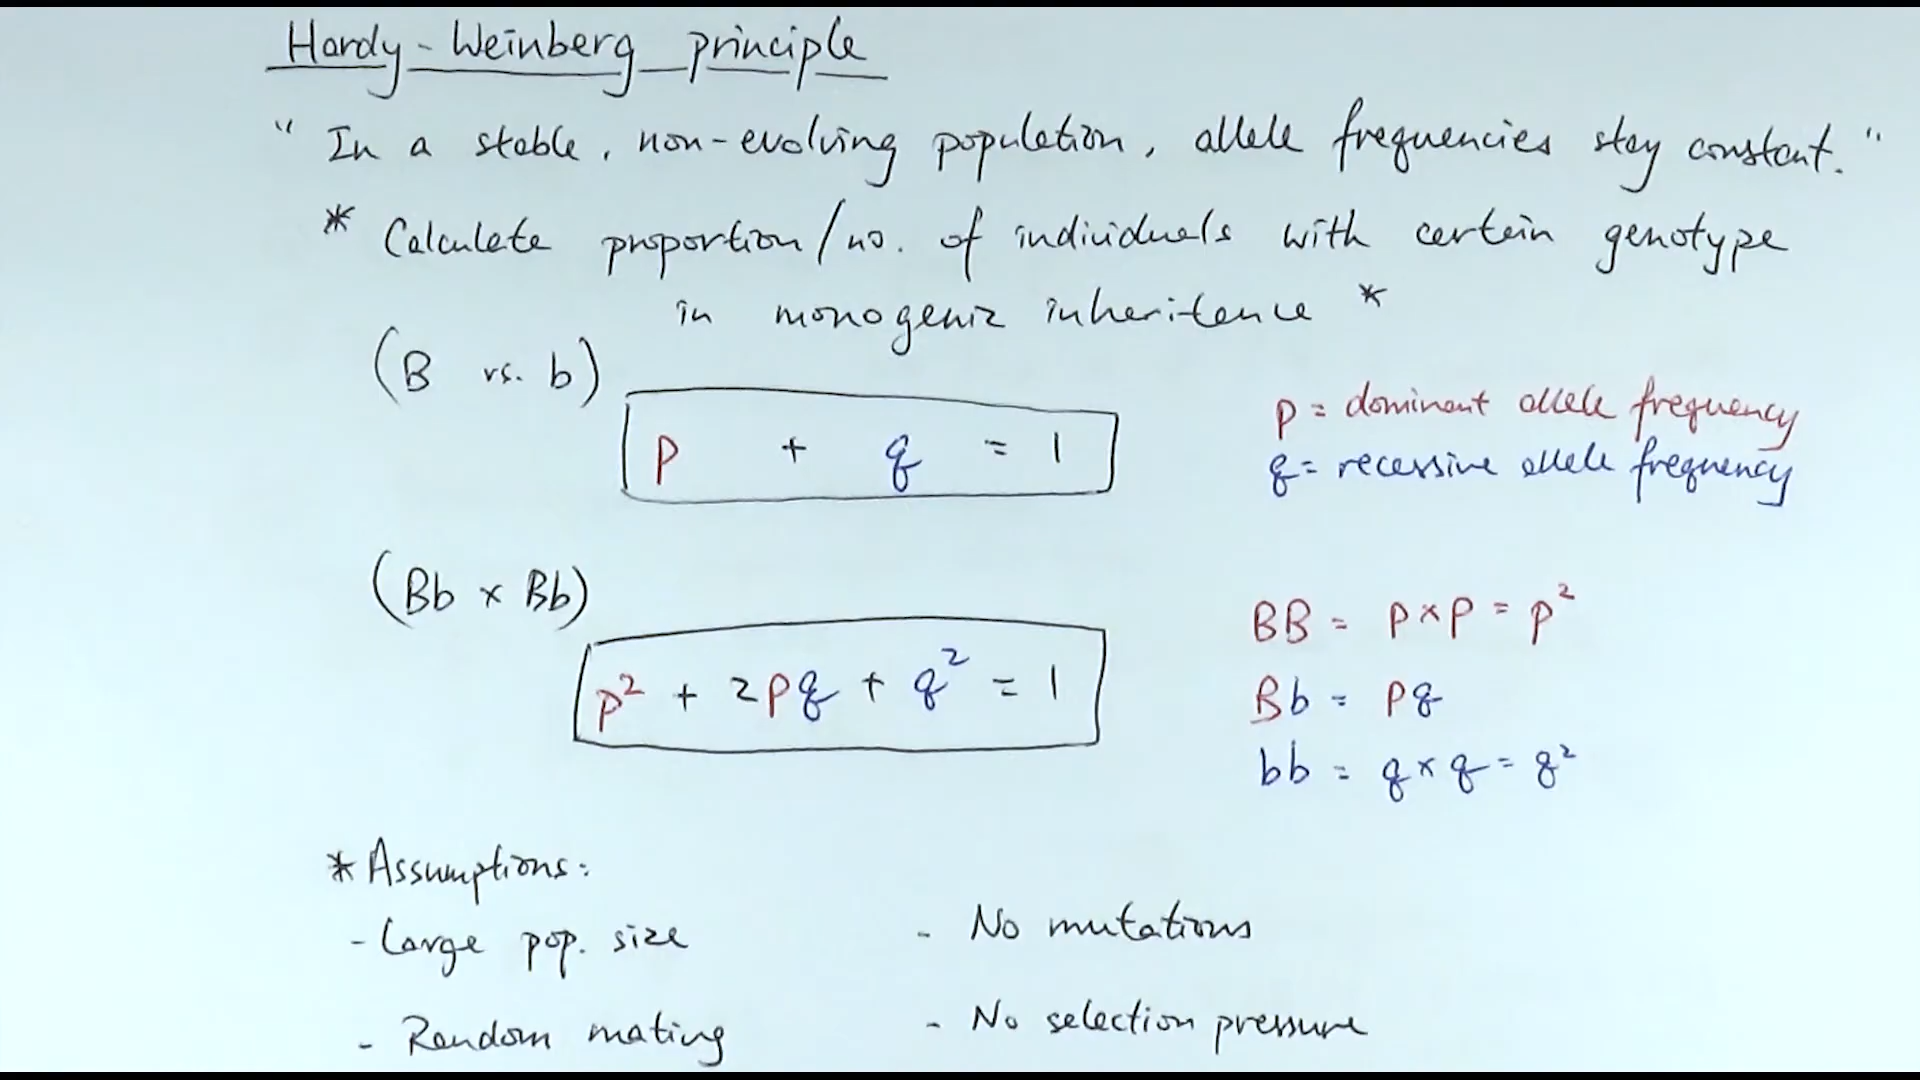 Hardy-Weinberg principle
"In a stable, non-evolving population, allele frequencies stay constant."
* Calculate proportion/no. of individuals with certain genotype
in monogenic inheritence *
(B vs. b)
p + q = 1
p = dominant allele frequency
q = recessive allele frequency
(Bb x Bb)
p² + 2pq + q² = 1
BB = p x p = p²
Bb = pq
bb = q x q = q²
* Assumptions:
- Large pop. size
- No mutations
- Random mating
- No selection pressure